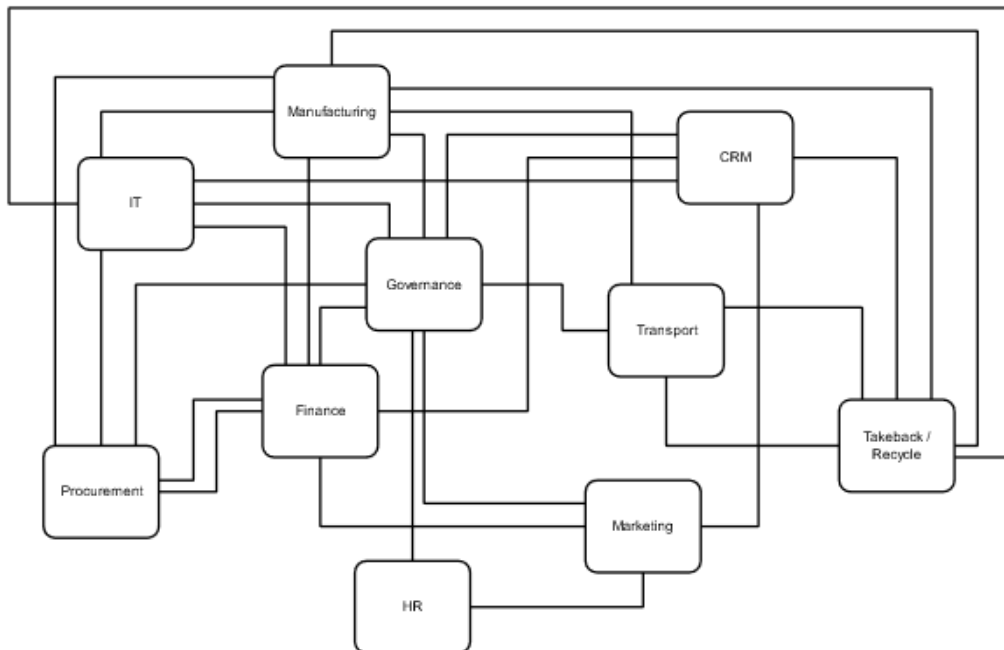 Manufacturing
CRM
IT
Governance
Transport
Finance
Takeback /
Recycle
Procurement
Marketing
HR